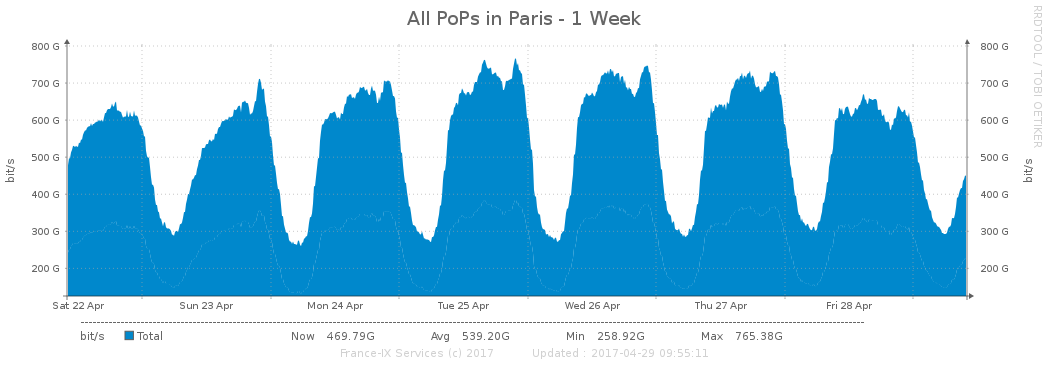 All PoPs in Paris - 1 Week
RRDTOOL / TOBI OETIKER
800 G 800 G
700 G 700 G
600 G 600 G
500 G 500 G
400 G 400 G
300 G 300 G
200 G 200 G
bit/s bit/s
Sat 22 Apr Sun 23 Apr Mon 24 Apr Tue 25 Apr Wed 26 Apr Thu 27 Apr Fri 28 Apr
bit/s Total Now 469.79G Avg 539.20G Min 258.92G Max 765.38G
France-IX Services (c) 2017 Updated : 2017-04-29 09:55:11